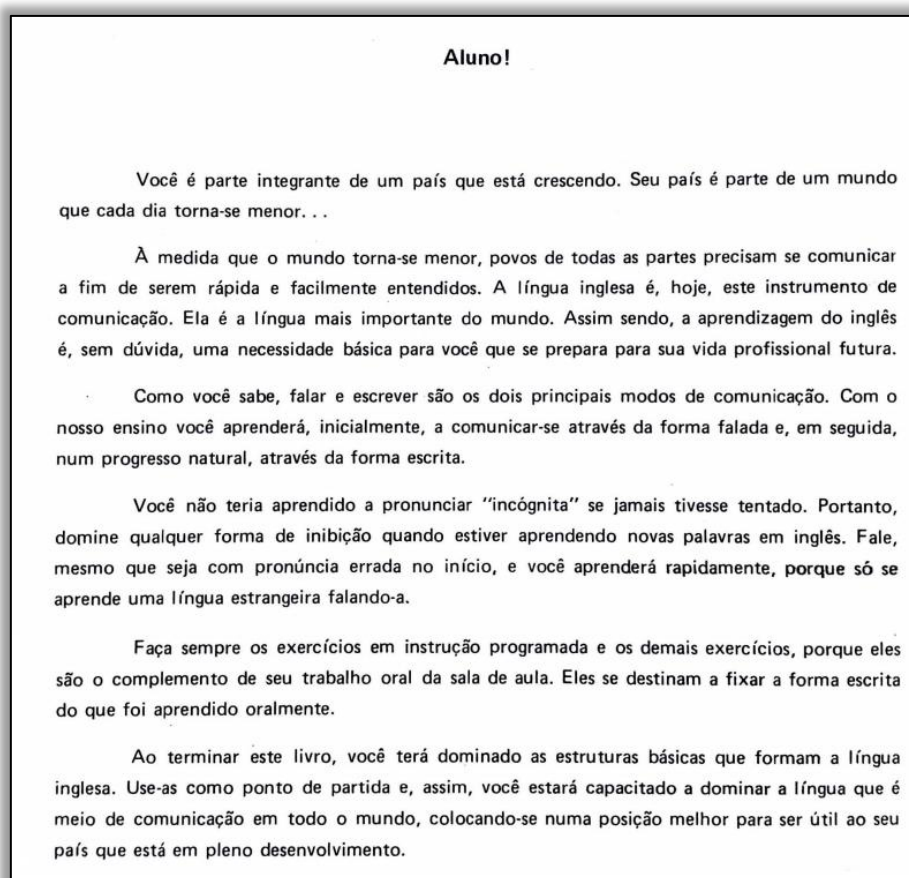 Aluno!
Você é parte integrante de um país que está crescendo. Seu país é parte de um mundo
que cada dia torna-se menor. . .
À medida que o mundo torna-se menor, povos de todas as partes precisam se comunicar
a fim de serem rápida e facilmente entendidos. A língua inglesa é, hoje, este instrumento de
comunicação. Ela é a língua mais importante do mundo. Assim sendo, a aprendizagem do inglês
é, sem dúvida, uma necessidade básica para você que se prepara para sua vida profissional futura.
Como você sabe, falar e escrever são os dois principais modos de comunicação. Com o
nosso ensino você aprenderá, inicialmente, a comunicar-se através da forma falada e, em seguida,
num progresso natural, através da forma escrita.
Você não teria aprendido a pronunciar "incógnita" se jamais tivesse tentado. Portanto,
domine qualquer forma de inibição quando estiver aprendendo novas palavras em inglês. Fale,
mesmo que seja com pronúncia errada no início, e você aprenderá rapidamente, porque só se
aprende uma língua estrangeira falando-a.
Faça sempre os exercícios em instrução programada e os demais exercícios, porque eles
são o complemento de seu trabalho oral da sala de aula. Eles se destinam a fixar a forma escrita
do que foi aprendido oralmente.
Ao terminar este livro, você terá dominado as estruturas básicas que formam a língua
inglesa. Use-as como ponto de partida e, assim, você estará capacitado a dominar a língua que é
meio de comunicação em todo o mundo, colocando-se numa posição melhor para ser útil ao seu
país que está em pleno desenvolvimento.